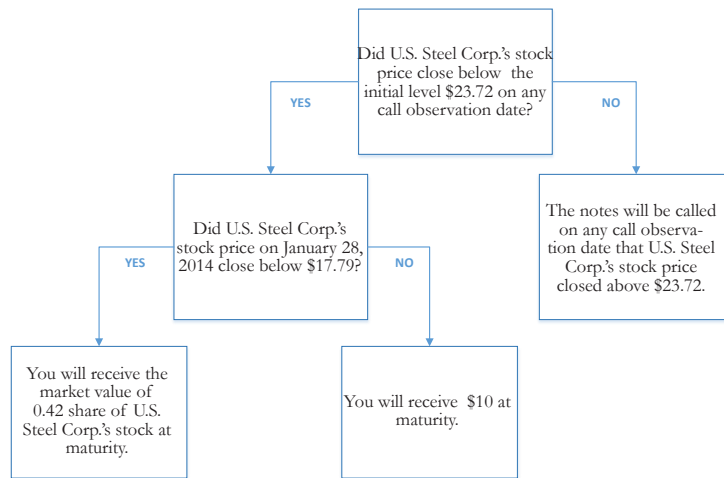 Did U.S. Steel Corp.'s stock
price close below the
initial level $23.72 on any
call observation date?
YES
NO
Did U.S. Steel Corp.'s
stock price on January 28,
2014 close below $17.79?
The notes will be called
on any call observa-
tion date that U.S. Steel
Corp.'s stock price
closed above $23.72.
YES
NO
You will receive the
market value of
0.42 share of U.S.
Steel Corp.'s stock at
maturity.
You will receive $10 at
maturity.